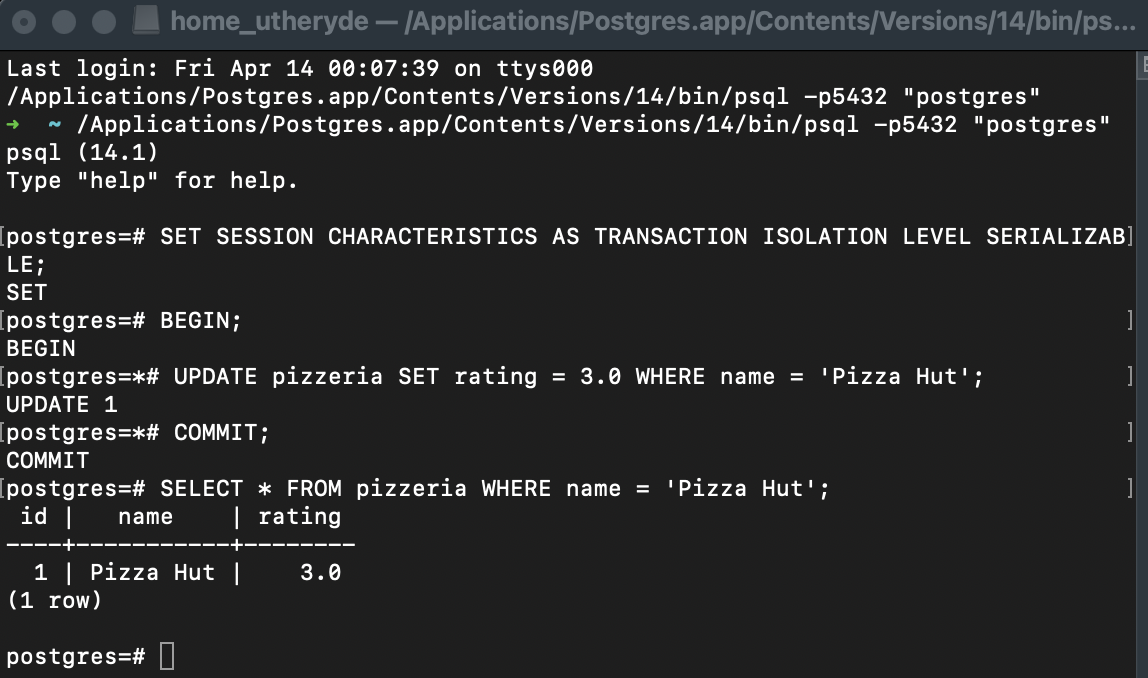 home_utheryde — /Applications/Postgres.app/Contents/Versions/14/bin/ps...
Last login: Fri Apr 14 00:07:39 on ttys000
/Applications/Postgres.app/Contents/Versions/14/bin/psql -p5432 "postgres"
➜  ~ /Applications/Postgres.app/Contents/Versions/14/bin/psql -p5432 "postgres"
psql (14.1)
Type "help" for help.

[postgres=# SET SESSION CHARACTERISTICS AS TRANSACTION ISOLATION LEVEL SERIALIZAB]
LE;
SET
[postgres=# BEGIN;                                                               ]
BEGIN
[postgres=*# UPDATE pizzeria SET rating = 3.0 WHERE name = 'Pizza Hut';          ]
UPDATE 1
[postgres=*# COMMIT;                                                             ]
COMMIT
[postgres=# SELECT * FROM pizzeria WHERE name = 'Pizza Hut';                     ]
 id |   name    | rating
----+-----------+--------
  1 | Pizza Hut |    3.0
(1 row)

postgres=#